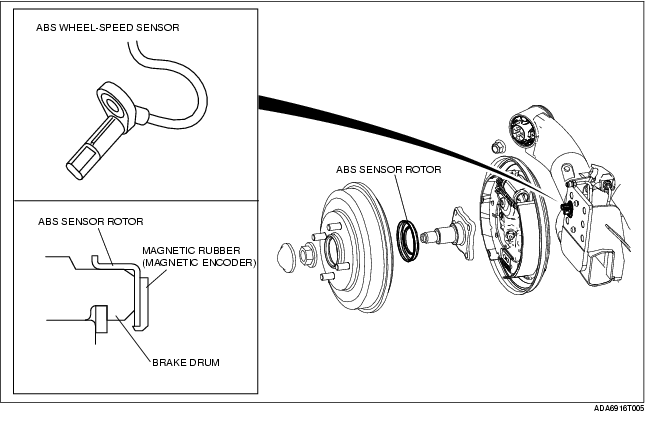 ABS WHEEL-SPEED SENSOR
ABS SENSOR ROTOR
ABS SENSOR ROTOR
MAGNETIC RUBBER
(MAGNETIC ENCODER)
BRAKE DRUM
ADA6916T005